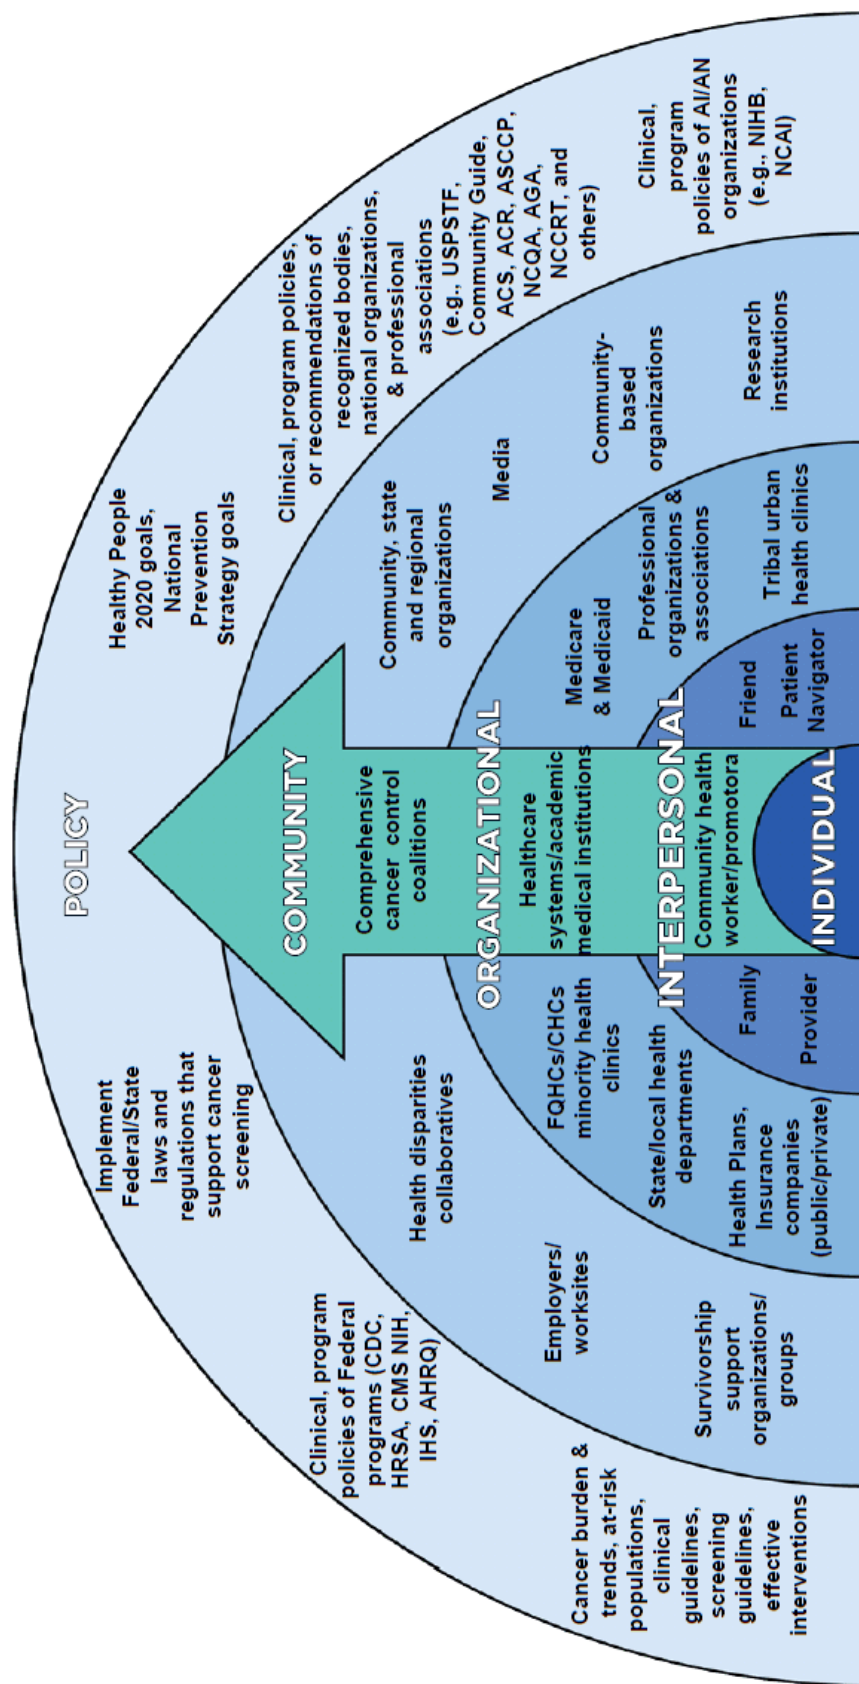 POLICY
Implement
Federal/State
laws and
regulations that
support cancer
screening
Healthy People
2020 goals,
National
Prevention
Strategy goals
Clinical, program
policies of Federal
programs (CDC,
HRSA, CMS NIH,
IHS, AHRQ)
Clinical, program policies,
or recommendations of
recognized bodies,
national organizations,
& professional
associations
(e.g., USPSTF,
Community Guide,
ACS, ACR, ASCCP,
NCQA, AGA,
NCCRT, and
others)
Cancer burden &
trends, at-risk
populations,
clinical
guidelines,
screening
guidelines,
effective
interventions
Clinical,
program
policies of AI/AN
organizations
(e.g., NIHB,
NCAI)
COMMUNITY
Comprehensive
cancer control
coalitions
Health disparities
collaboratives
Community, state
and regional
organizations
Employers/
worksites
Media
Survivorship
support
organizations/
groups
Community-
based
organizations
Research
institutions
ORGANIZATIONAL
Healthcare
systems/academic
medical institutions
FQHCs/CHCs
minority health
clinics
Medicare
& Medicaid
State/local health
departments
Professional
organizations &
associations
Health Plans,
Insurance
companies
(public/private)
Tribal urban
health clinics
INTERPERSONAL
Community health
worker/promotora
Family
Friend
Provider
Patient
Navigator
INDIVIDUAL